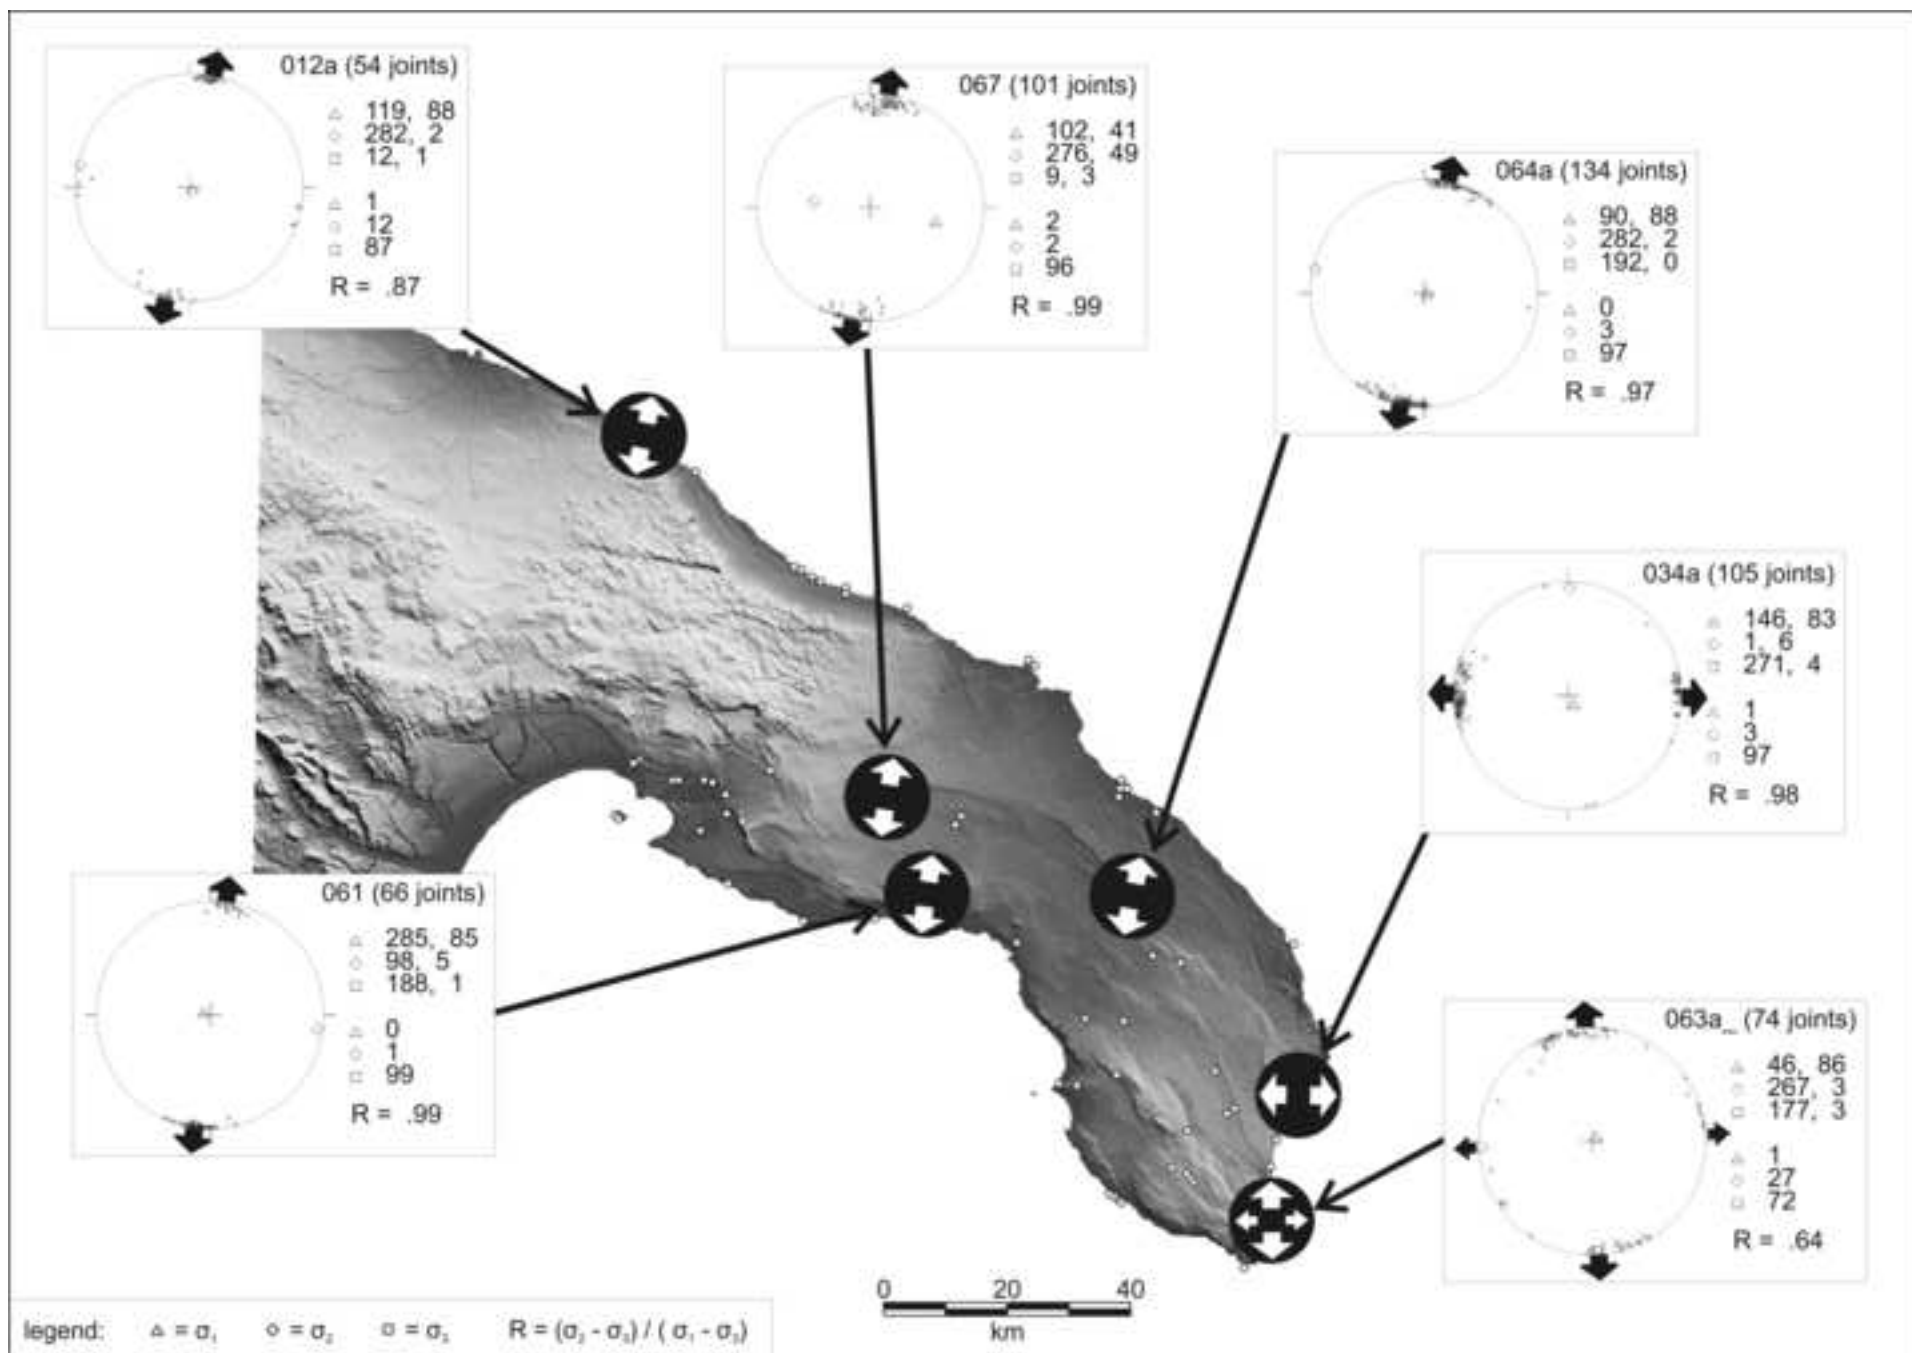 012a (54 joints)
△ 119, 88
◇ 282, 2
□ 12, 1
△ 1
◇ 12
□ 87
R = .87
067 (101 joints)
△ 102, 41
◇ 276, 49
□ 9, 3
△ 2
◇ 2
□ 96
R = .99
064a (134 joints)
△ 90, 88
◇ 282, 2
□ 192, 0
△ 0
◇ 3
□ 97
R = .97
034a (105 joints)
△ 146, 83
◇ 1, 6
□ 271, 4
△ 1
◇ 3
□ 97
R = .98
061 (66 joints)
△ 285, 85
◇ 98, 5
□ 188, 1
△ 0
◇ 1
□ 99
R = .99
063a_ (74 joints)
△ 46, 86
◇ 267, 3
□ 177, 3
△ 1
◇ 27
□ 72
R = .64
0 20 40
km
legend: △ = σ₁ ◇ = σ₂ □ = σ₃ R = (σ₂ - σ₃) / ( σ₁ - σ₃)